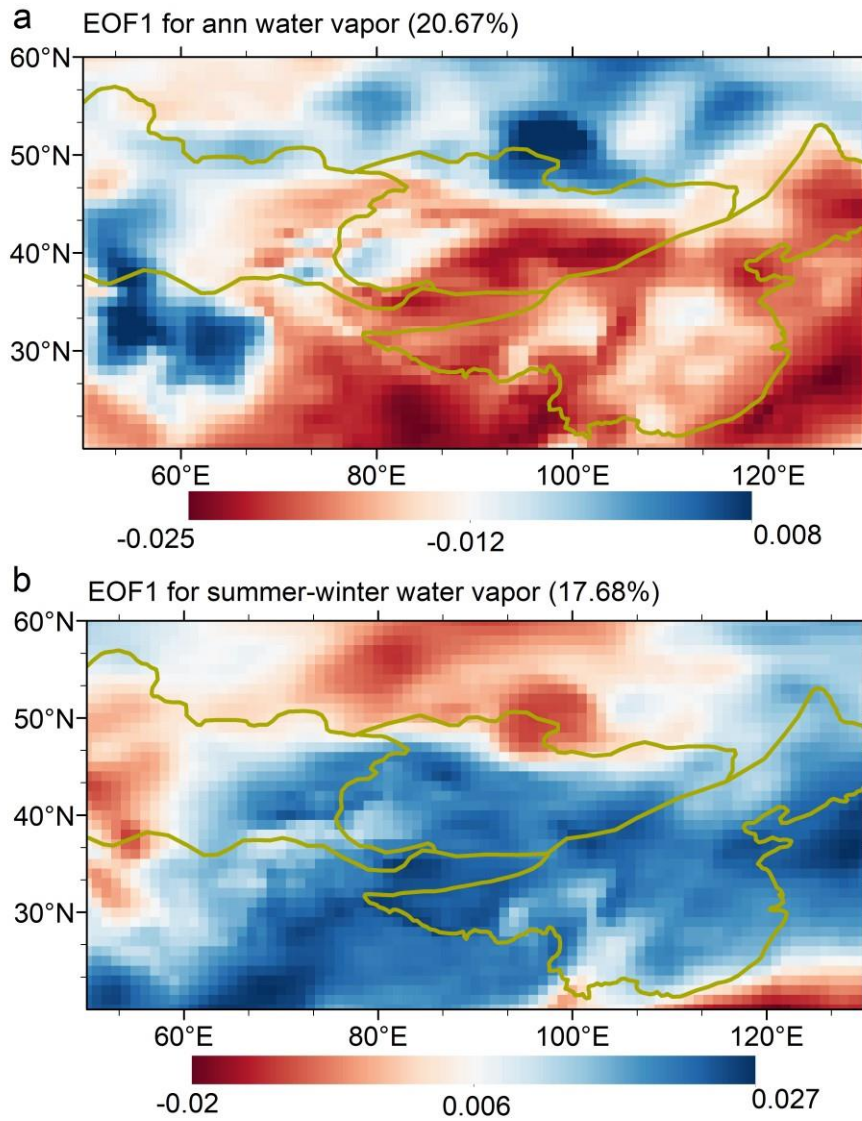 a
EOF1 for ann water vapor (20.67%)
60°N
50°N
40°N
30°N
60°E 80°E 100°E 120°E
-0.025 -0.012 0.008
b
EOF1 for summer-winter water vapor (17.68%)
60°N
50°N
40°N
30°N
60°E 80°E 100°E 120°E
-0.02 0.006 0.027